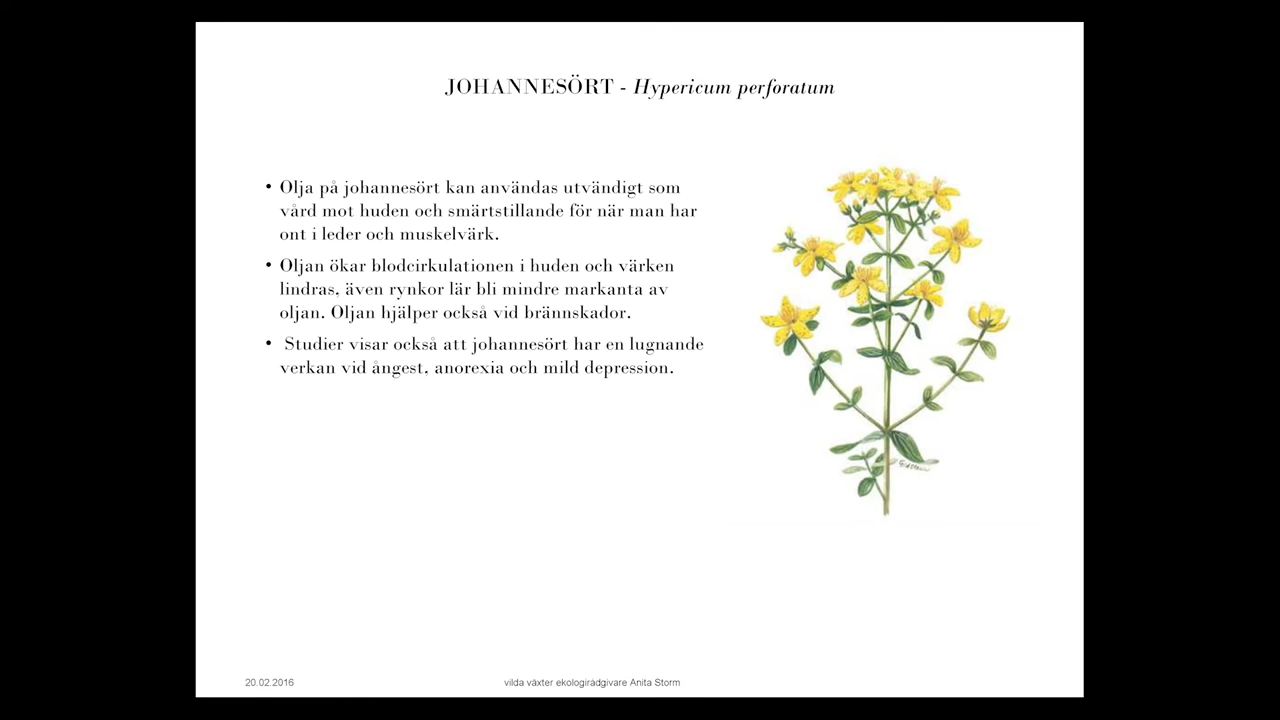 JOHANNESÖRT - Hypericum perforatum
• Olja på johannesört kan användas utvändigt som
vård mot huden och smärtstillande för när man har
ont i leder och muskelvärk.
• Oljan ökar blodcirkulationen i huden och värken
lindras, även rynkor lär bli mindre markanta av
oljan. Oljan hjälper också vid brännskador.
• Studier visar också att johannesört har en lugnande
verkan vid ångest, anorexia och mild depression.
20.02.2016
vilda växter ekologirådgivare Anita Storm